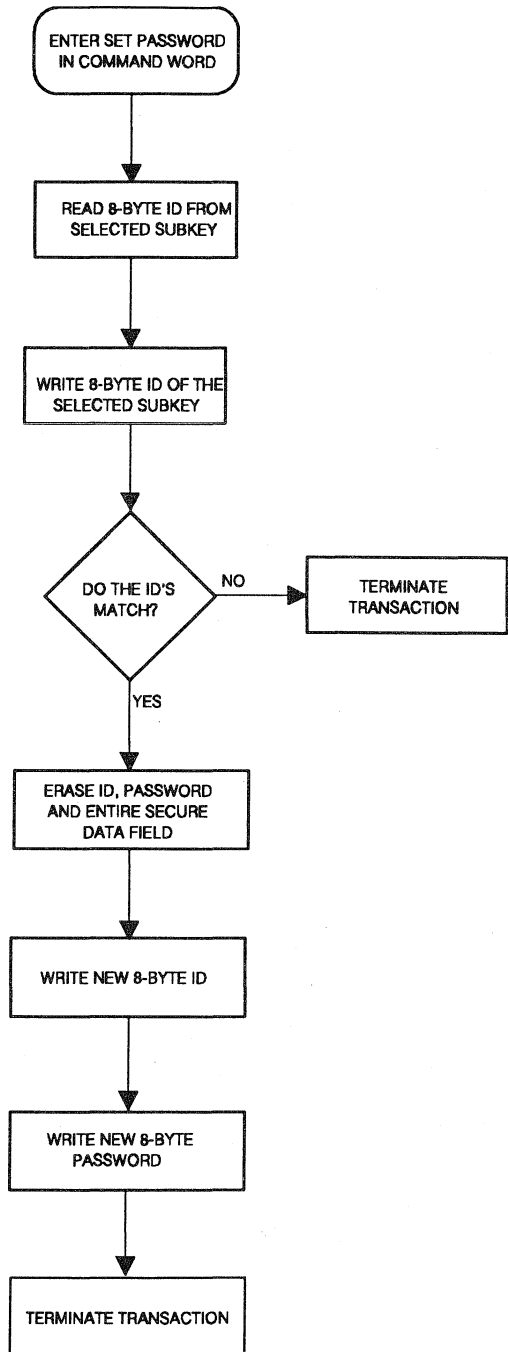 ENTER SET PASSWORD
IN COMMAND WORD
READ 8-BYTE ID FROM
SELECTED SUBKEY
WRITE 8-BYTE ID OF THE
SELECTED SUBKEY
DO THE ID'S
MATCH?
NO
TERMINATE
TRANSACTION
YES
ERASE ID, PASSWORD
AND ENTIRE SECURE
DATA FIELD
WRITE NEW 8-BYTE ID
WRITE NEW 8-BYTE
PASSWORD
TERMINATE TRANSACTION